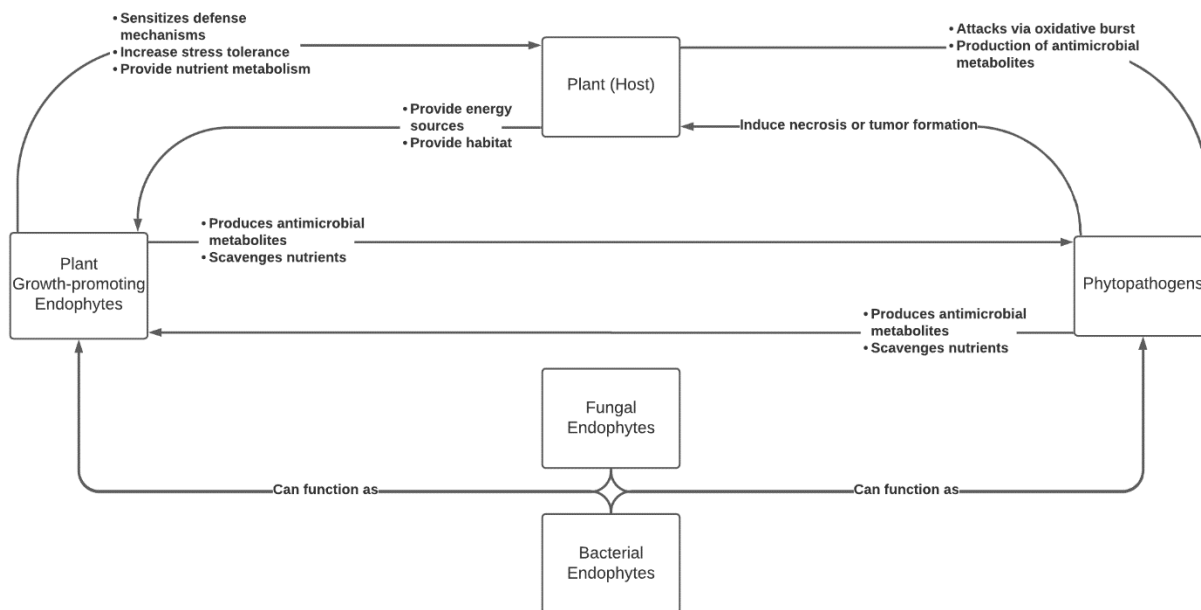 • Sensitizes defense
mechanisms
• Increase stress tolerance
• Provide nutrient metabolism
• Attacks via oxidative burst
• Production of antimicrobial
metabolites
Plant (Host)
• Provide energy
sources
• Provide habitat
Induce necrosis or tumor formation
• Produces antimicrobial
metabolites
• Scavenges nutrients
Plant
Growth-promoting
Endophytes
Phytopathogens
• Produces antimicrobial
metabolites
• Scavenges nutrients
Fungal
Endophytes
Can function as
Can function as
Bacterial
Endophytes